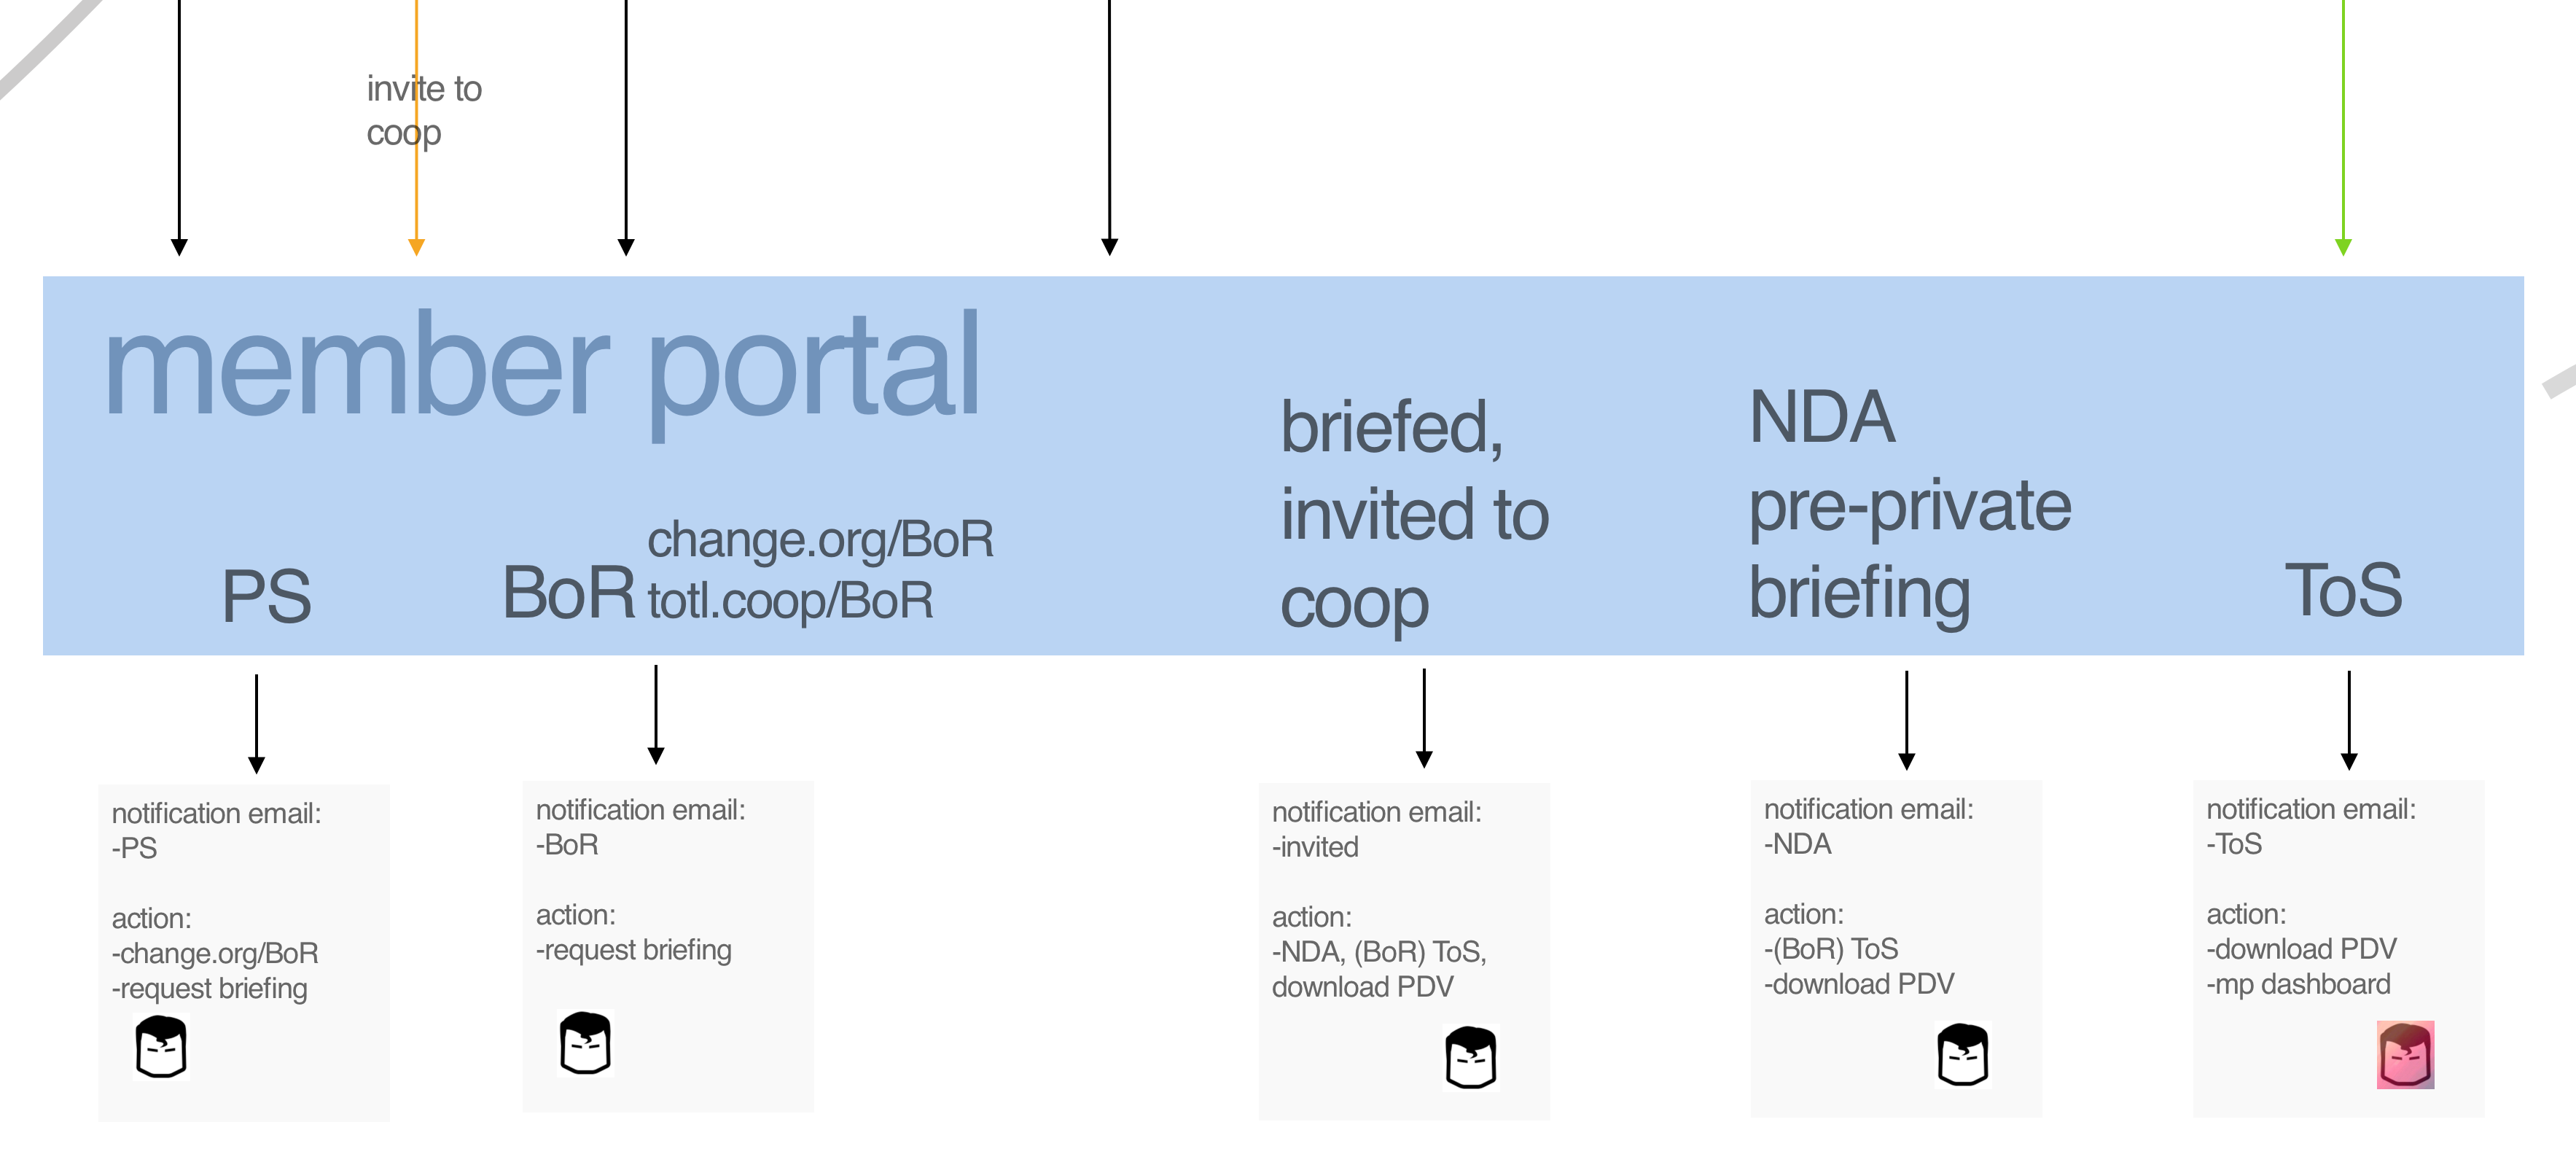 invite to
coop
member portal
PS
BoR
change.org/BoR
totl.coop/BoR
briefed,
invited to
coop
NDA
pre-private
briefing
ToS
notification email:
-PS
action:
-change.org/BoR
-request briefing
notification email:
-BoR
action:
-request briefing
notification email:
-invited
action:
-NDA, (BoR) ToS,
download PDV
notification email:
-NDA
action:
-(BoR) ToS
-download PDV
notification email:
-ToS
action:
-download PDV
-mp dashboard